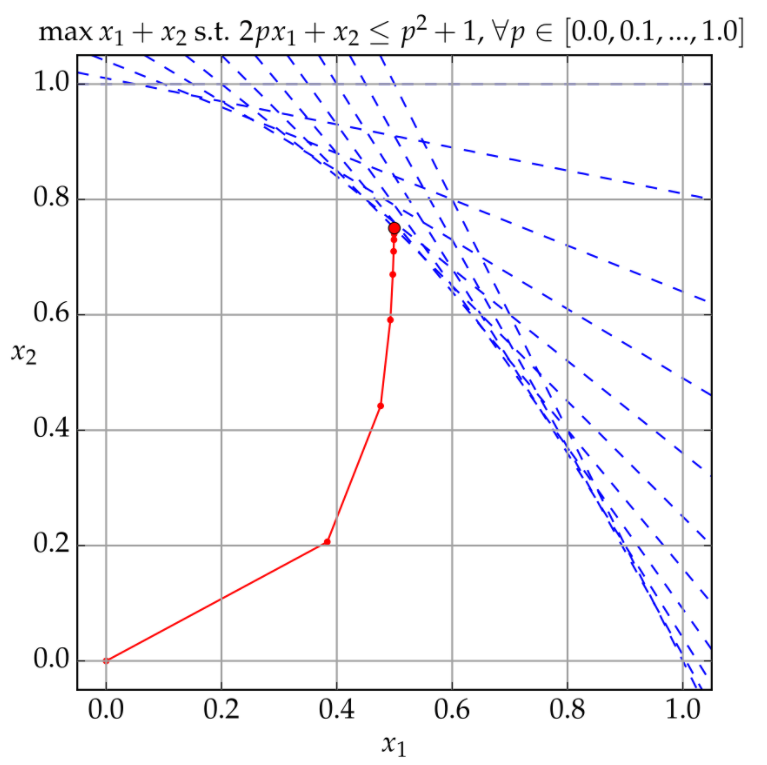 max x₁ + x₂ s.t. 2px₁ + x₂ ≤ p² + 1, ∀p ∈ [0.0, 0.1, ..., 1.0]
1.0
0.8
0.6
x₂
0.4
0.2
0.0
0.0 0.2 0.4 0.6 0.8 1.0
x₁